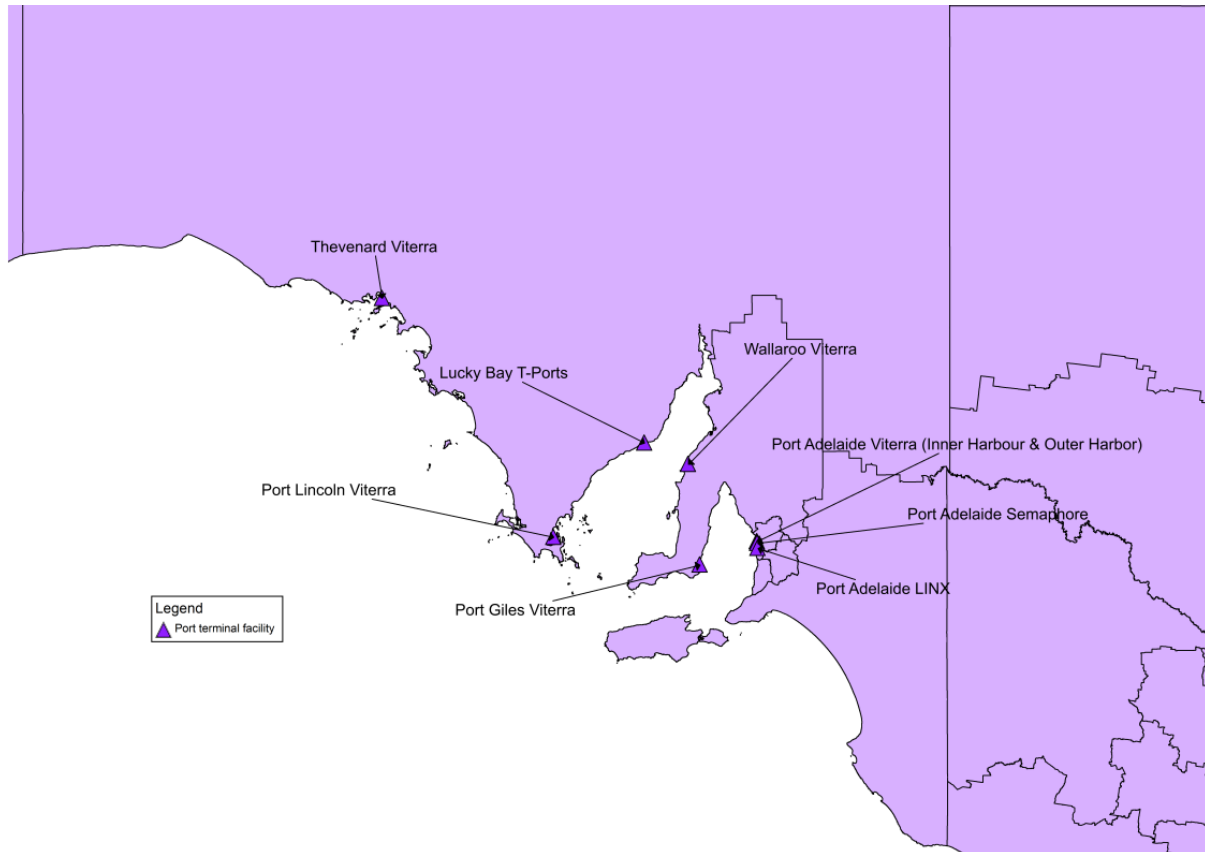 Thevenard Viterra
Wallaroo Viterra
Lucky Bay T-Ports
Port Adelaide Viterra (Inner Harbour & Outer Harbor)
Port Lincoln Viterra
Port Adelaide Semaphore
Port Adelaide LINX
Port Giles Viterra
Legend
Port terminal facility